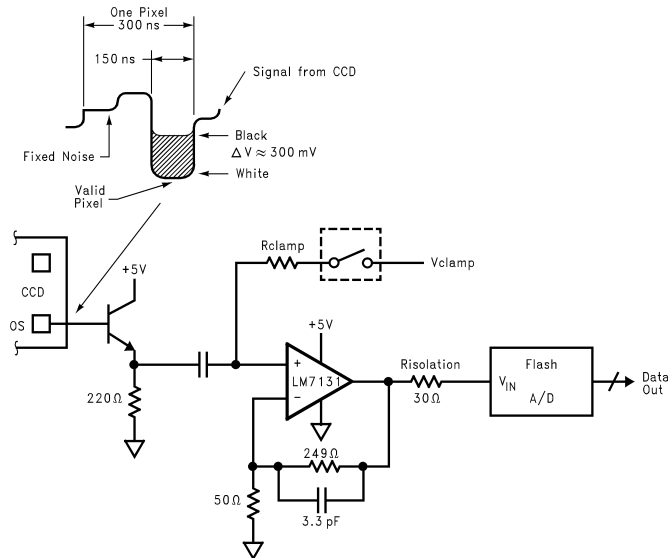 One Pixel
300 ns
150 ns
Signal from CCD
Black
Δ V ≈ 300 mV
White
Fixed Noise
Valid
Pixel
CCD
OS
+5V
220Ω
Rclamp
Vclamp
+5V
+
LM7131
−
249Ω
3.3 pF
50Ω
Risolation
30Ω
Flash
VIN
A/D
Data
Out